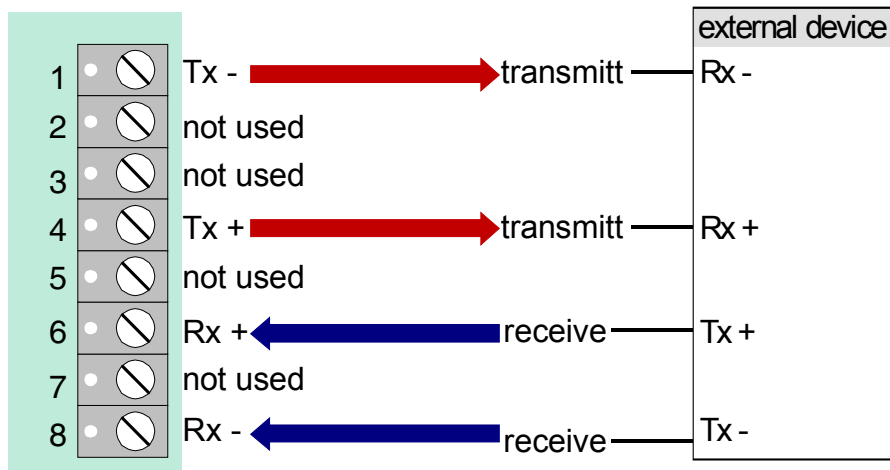 external device
1 Tx - transmitt Rx -
2 not used
3 not used
4 Tx + transmitt Rx +
5 not used
6 Rx + receive Tx +
7 not used
8 Rx - receive Tx -